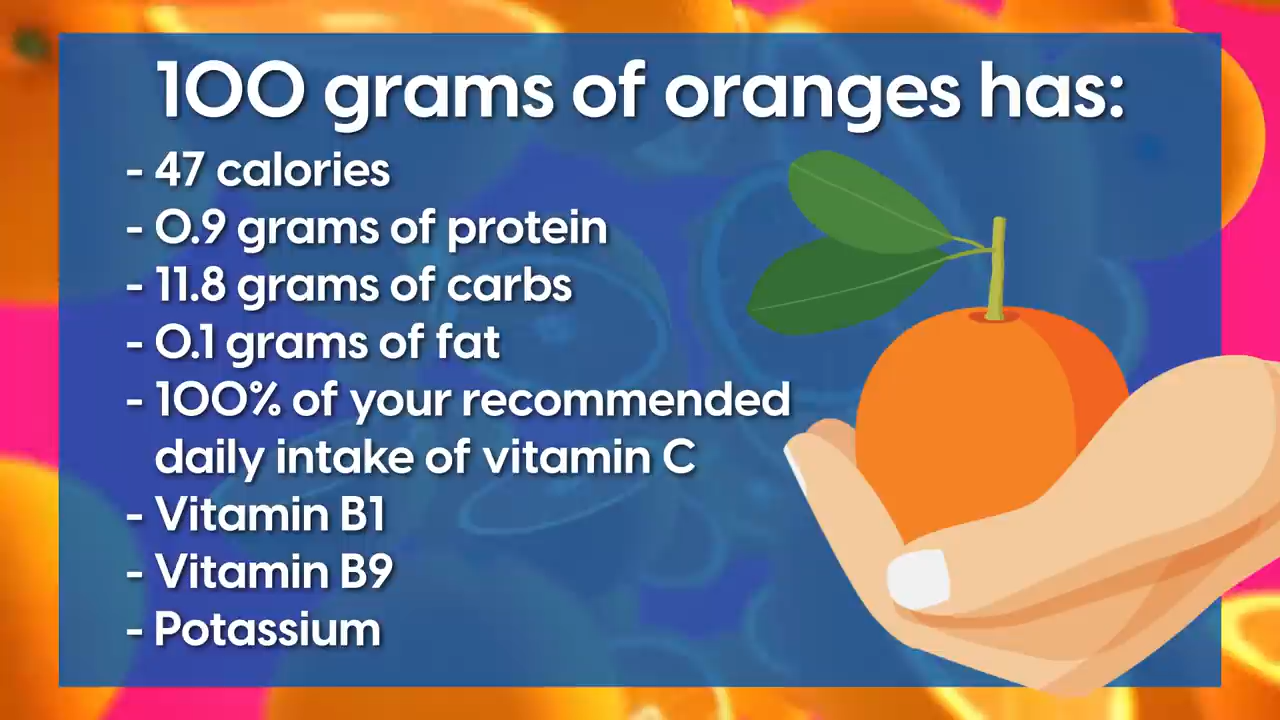 100 grams of oranges has:
- 47 calories
- 0.9 grams of protein
- 11.8 grams of carbs
- 0.1 grams of fat
- 100% of your recommended
daily intake of vitamin C
- Vitamin B1
- Vitamin B9
- Potassium